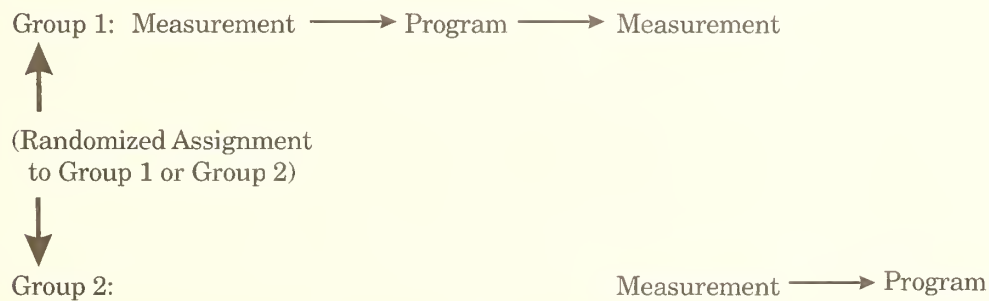 Group 1: Measurement Program Measurement
(Randomized Assignment
to Group 1 or Group 2)
Group 2: Measurement Program